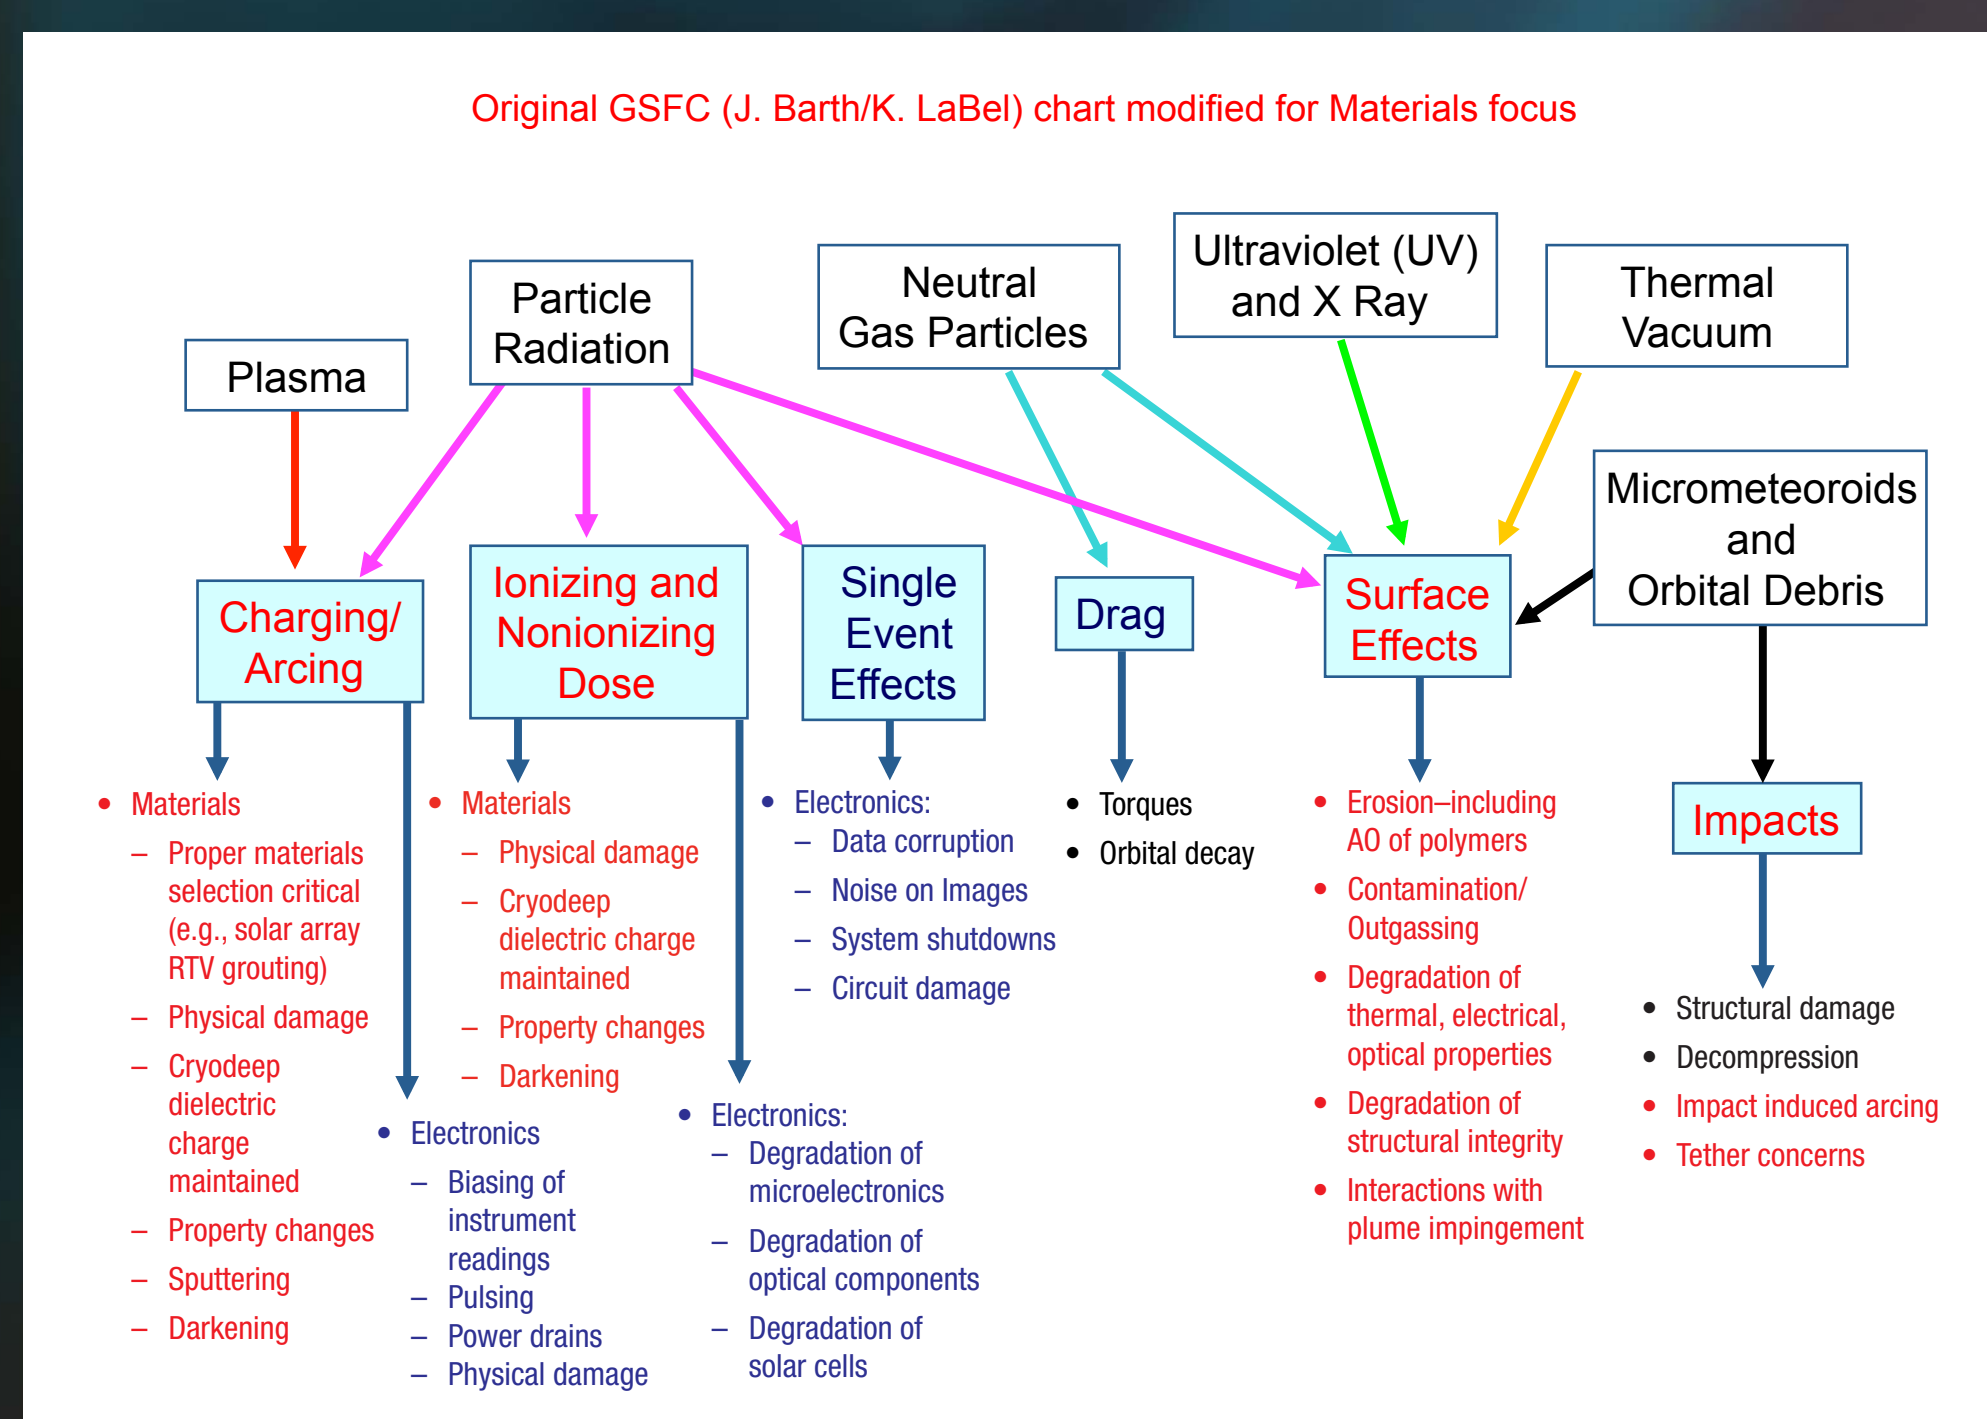 Original GSFC (J. Barth/K. LaBel) chart modified for Materials focus
Plasma
Particle
Radiation
Neutral
Gas Particles
Ultraviolet (UV)
and X Ray
Thermal
Vacuum
Micrometeoroids
and
Orbital Debris
Charging/
Arcing
Ionizing and
Nonionizing
Dose
Single
Event
Effects
Drag
Surface
Effects
Impacts
• Materials
– Proper materials
selection critical
(e.g., solar array
RTV grouting)
– Physical damage
– Cryodeep
dielectric
charge
maintained
– Property changes
– Sputtering
– Darkening
• Electronics
– Biasing of
instrument
readings
– Pulsing
– Power drains
– Physical damage
• Materials
– Physical damage
– Cryodeep
dielectric charge
maintained
– Property changes
– Darkening
• Electronics:
– Degradation of
microelectronics
– Degradation of
optical components
– Degradation of
solar cells
• Electronics:
– Data corruption
– Noise on Images
– System shutdowns
– Circuit damage
• Torques
• Orbital decay
• Erosion–including
AO of polymers
• Contamination/
Outgassing
• Degradation of
thermal, electrical,
optical properties
• Degradation of
structural integrity
• Interactions with
plume impingement
• Structural damage
• Decompression
• Impact induced arcing
• Tether concerns